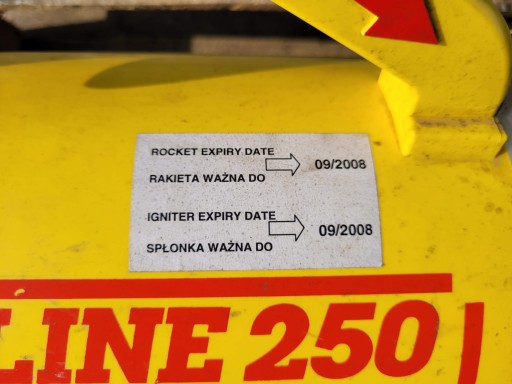 ROCKET EXPIRY DATE
09/2008
RAKIETA WAŻNA DO
IGNITER EXPIRY DATE
09/2008
SPŁONKA WAŻNA DO
LINE 250